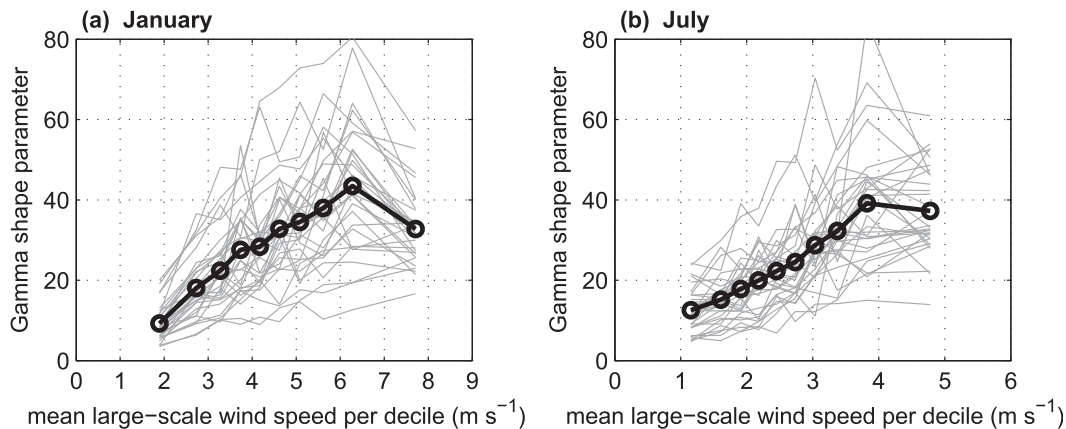 (a) January
80
60
40
20
0
Gamma shape parameter
0 1 2 3 4 5 6 7 8 9
mean large−scale wind speed per decile (m s−1)
(b) July
80
60
40
20
0
Gamma shape parameter
0 1 2 3 4 5 6
mean large−scale wind speed per decile (m s−1)